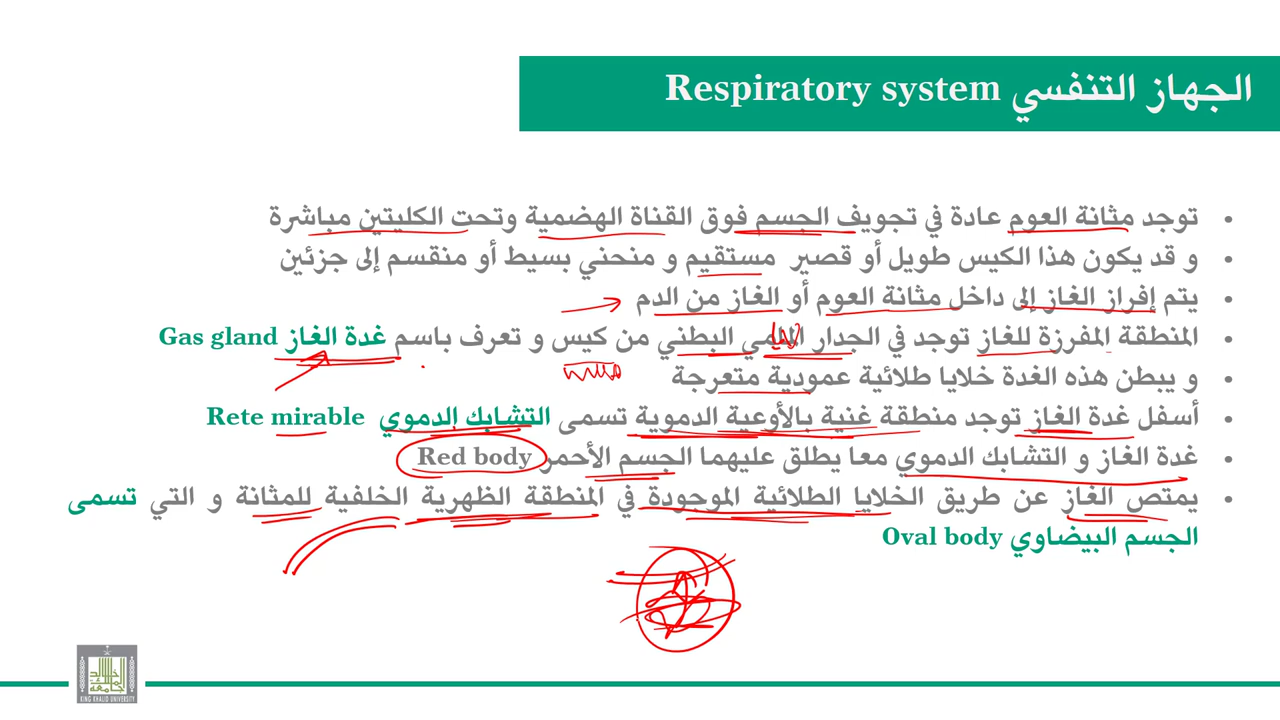 الجهاز التنفسي Respiratory system
• توجد مثانة العوم عادة في تجويف الجسم فوق القناة الهضمية وتحت الكليتين مباشرة
• و قد يكون هذا الكيس طويل أو قصير مستقيم و منحني بسيط أو منقسم إلى جزئين
• يتم إفراز الغاز إلى داخل مثانة العوم أو الغاز من الدم
• المنطقة المفرزة للغاز توجد في الجدار البطني من كيس و تعرف باسم غدة الغاز Gas gland
• و يبطن هذه الغدة خلايا طلائية عمودية متعرجة
• أسفل غدة الغاز توجد منطقة غنية بالأوعية الدموية تسمى التشابك الدموي Rete mirable
• غدة الغاز و التشابك الدموي معا يطلق عليهما الجسم الأحمر Red body
• يمتص الغاز عن طريق الخلايا الطلائية الموجودة في المنطقة الظهرية الخلفية للمثانة و التي تسمى
الجسم البيضاوي Oval body
KING KHALID UNIVERSITY